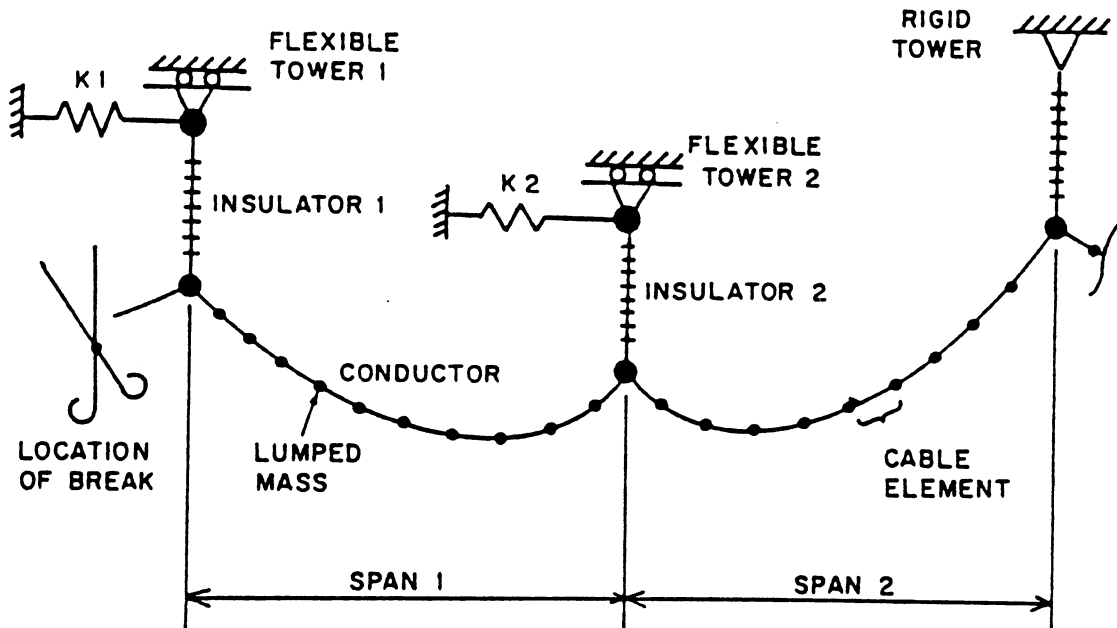 RIGID
TOWER
FLEXIBLE
TOWER 1
K1
FLEXIBLE
TOWER 2
K2
INSULATOR 1
INSULATOR 2
CONDUCTOR
LOCATION
OF BREAK
LUMPED
MASS
CABLE
ELEMENT
SPAN 1
SPAN 2